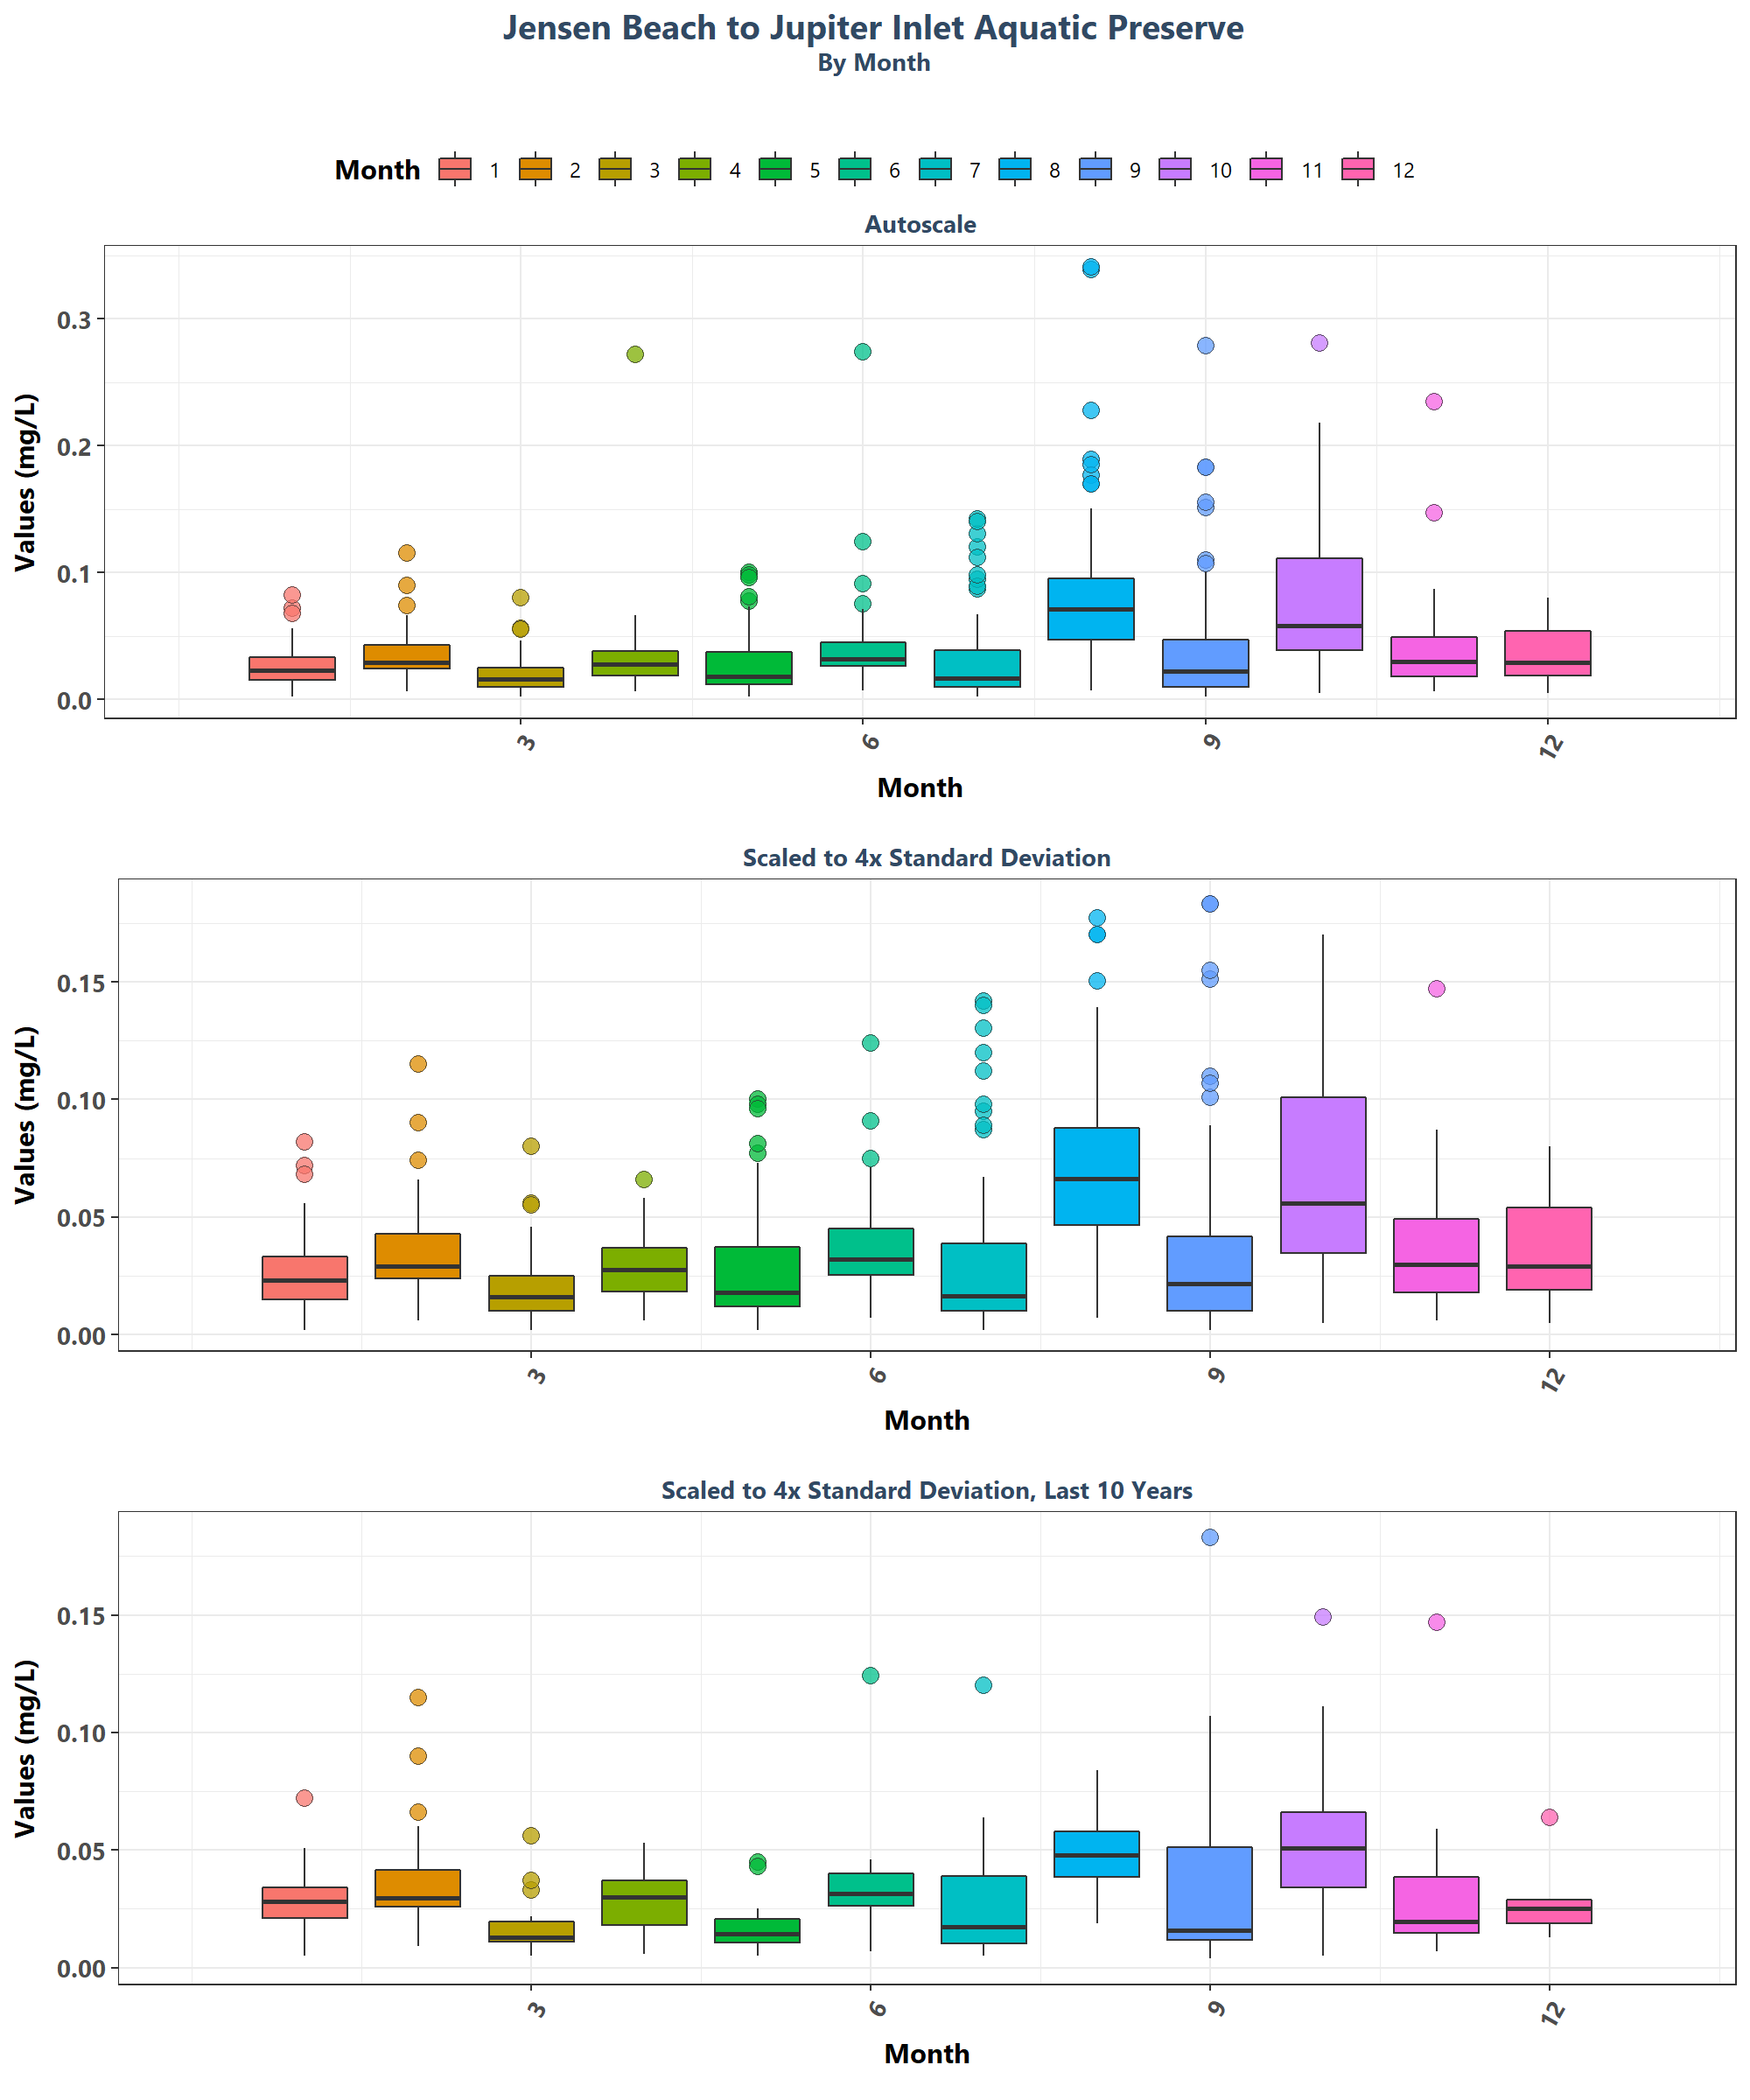 Jensen Beach to Jupiter Inlet Aquatic Preserve
By Month
Month 1 2 3 4 5 6 7 8 9 10 11 12
Autoscale
Values (mg/L)
0.3
0.2
0.1
0.0
3 6 9 12
Month
Scaled to 4x Standard Deviation
Values (mg/L)
0.15
0.10
0.05
0.00
3 6 9 12
Month
Scaled to 4x Standard Deviation, Last 10 Years
Values (mg/L)
0.15
0.10
0.05
0.00
3 6 9 12
Month